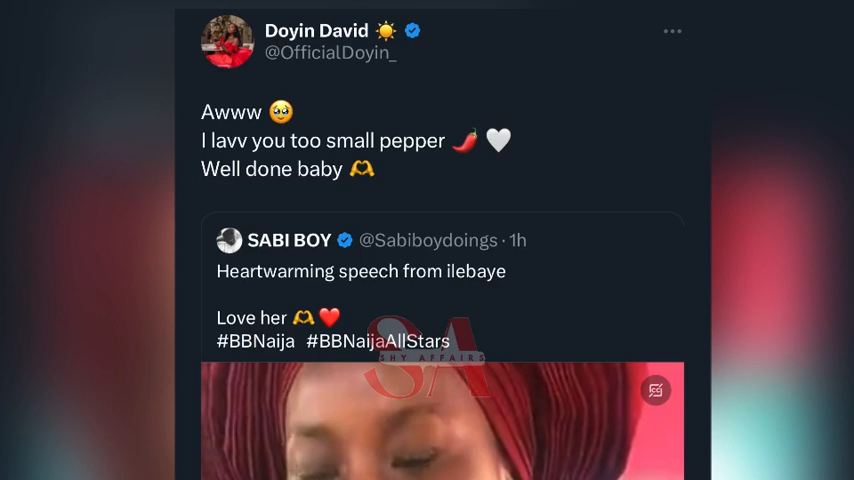 Doyin David ☀️
@OfficialDoyin_
Awww 🥹
I lavv you too small pepper 🌶️ 🤍
Well done baby 🫶
SABI BOY @Sabiboydoings · 1h
Heartwarming speech from ilebaye
Love her 🫶❤️
#BBNaija #BBNaijaAllStars
SA
SHY AFFAIRS